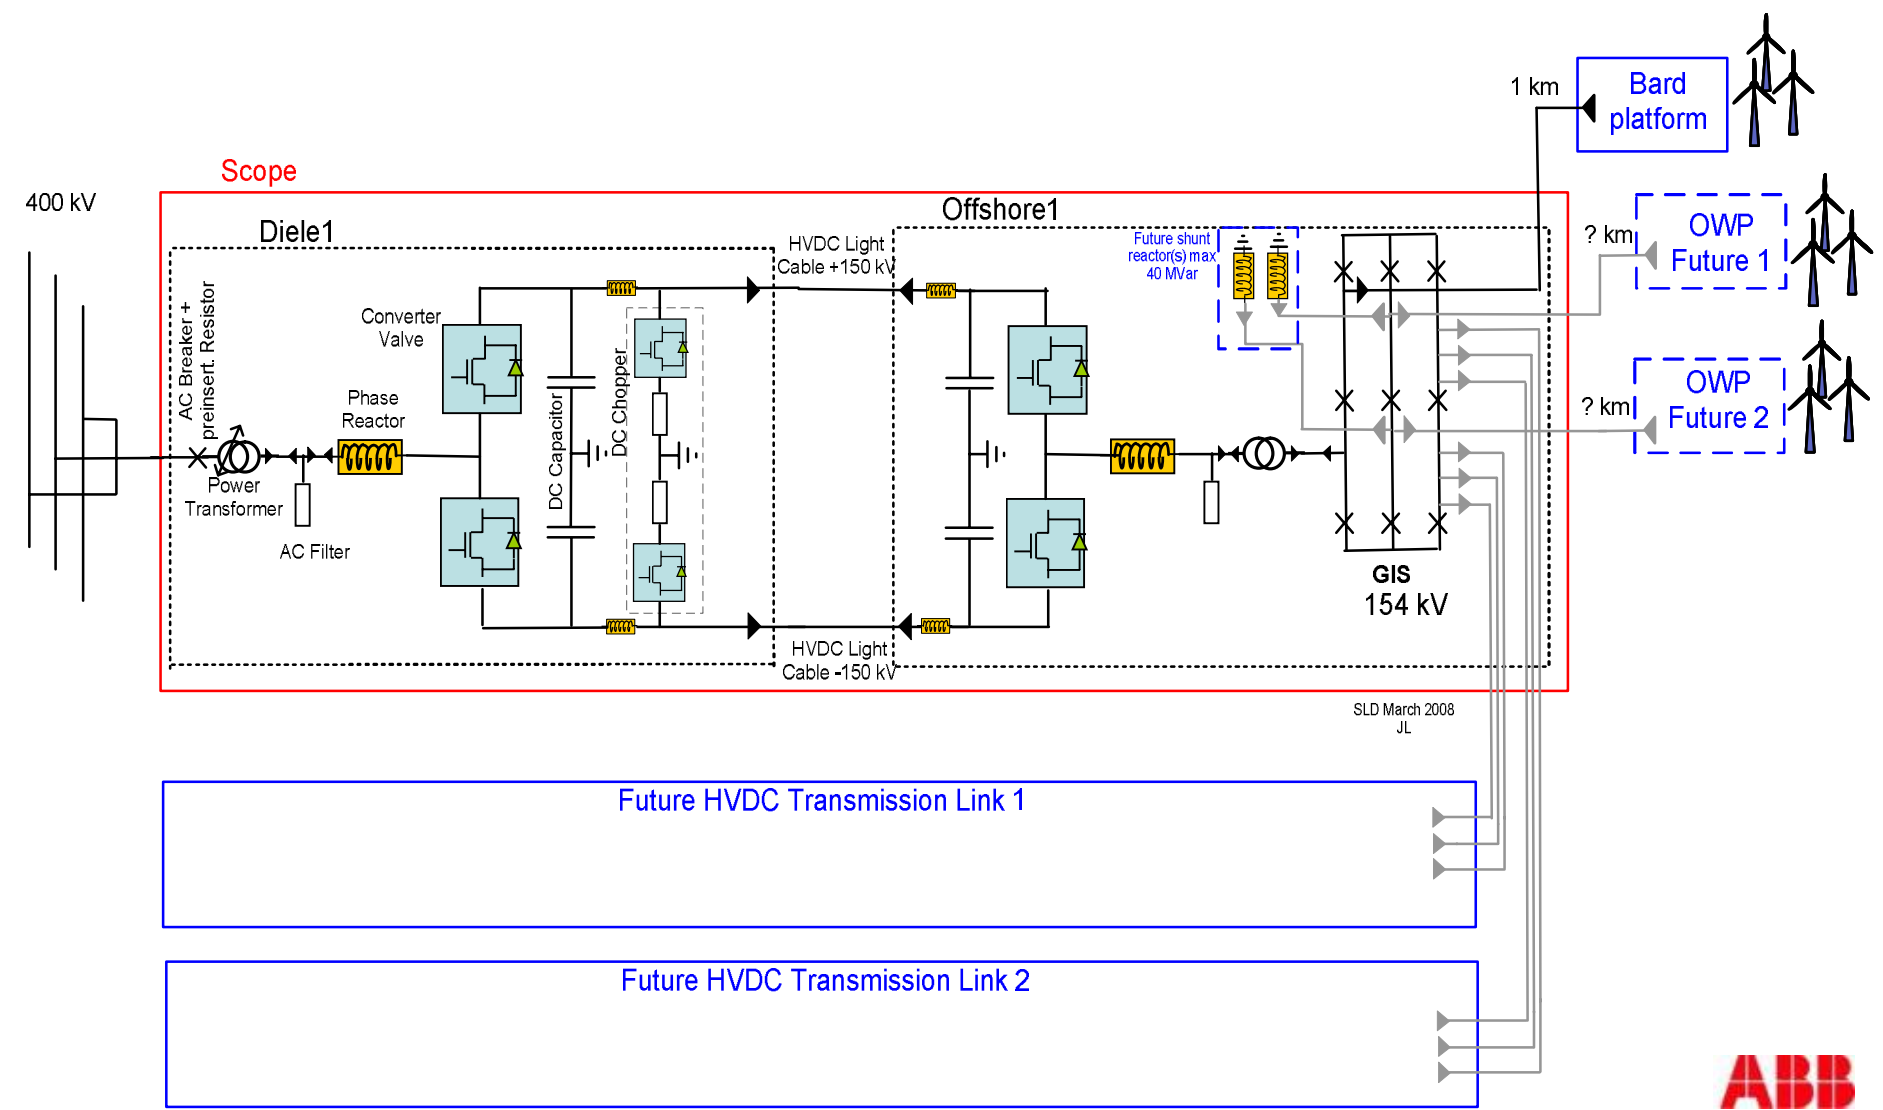 Bard
platform
1 km
Scope
400 kV
Diele1
Offshore1
OWP
Future 1
? km
HVDC Light
Cable +150 kV
Future shunt
reactor(s) max
40 MVar
AC Breaker +
preinsert. Resistor
Converter
Valve
Phase
Reactor
DC Capacitor
DC Chopper
OWP
Future 2
? km
Power
Transformer
AC Filter
GIS
154 kV
HVDC Light
Cable -150 kV
SLD March 2008
JL
Future HVDC Transmission Link 1
Future HVDC Transmission Link 2
ABB